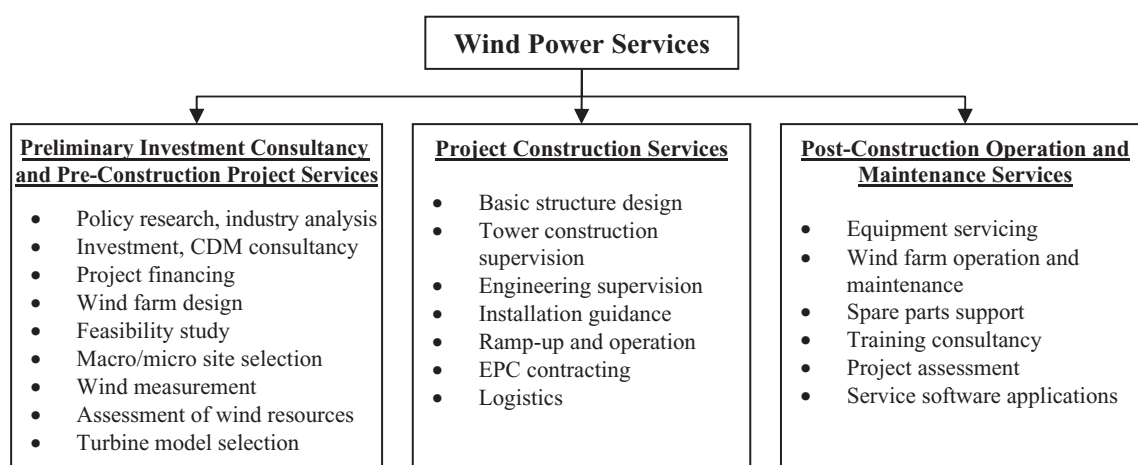 Wind Power Services
Preliminary Investment Consultancy
and Pre-Construction Project Services
• Policy research, industry analysis
• Investment, CDM consultancy
• Project financing
• Wind farm design
• Feasibility study
• Macro/micro site selection
• Wind measurement
• Assessment of wind resources
• Turbine model selection
Project Construction Services
• Basic structure design
• Tower construction
supervision
• Engineering supervision
• Installation guidance
• Ramp-up and operation
• EPC contracting
• Logistics
Post-Construction Operation and
Maintenance Services
• Equipment servicing
• Wind farm operation and
maintenance
• Spare parts support
• Training consultancy
• Project assessment
• Service software applications